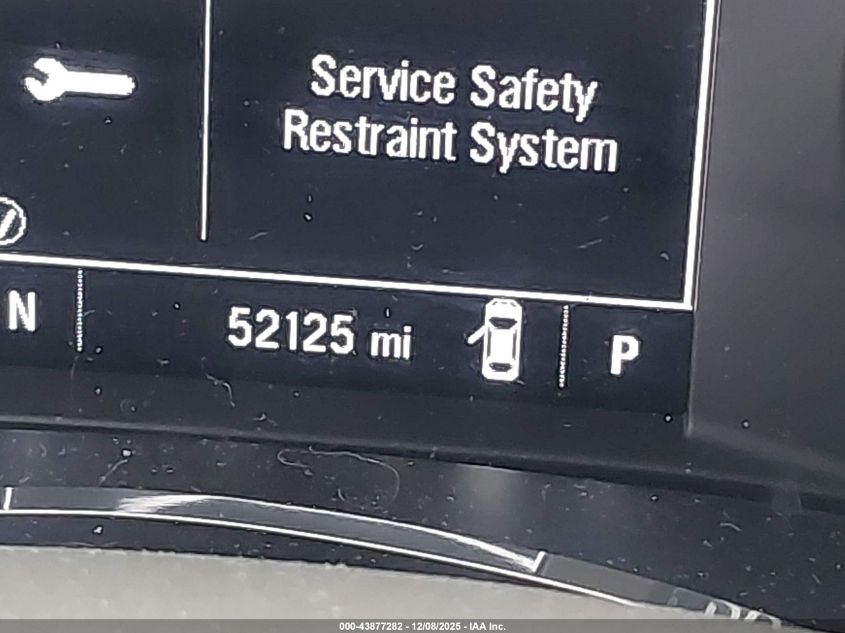 Service Safety
Restraint System
N
52125 mi
P
000-43877282 - 12/08/2025 - IAA Inc.